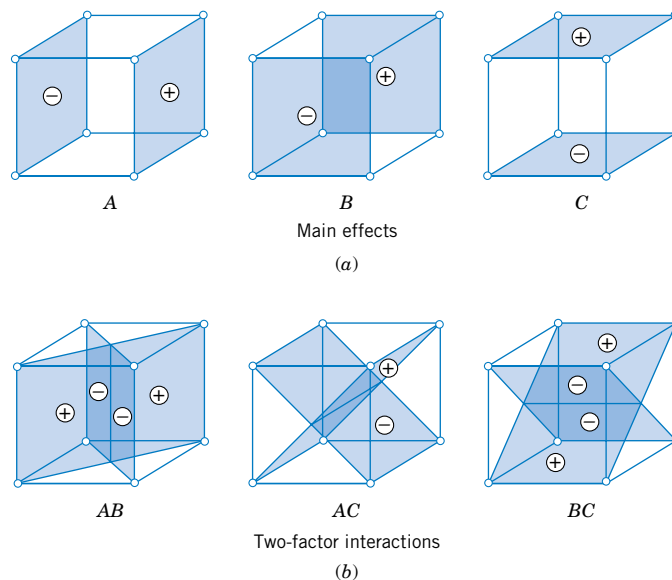 − + − + + −
A B C
Main effects
(a)
+ − − + + − + − − +
AB AC BC
Two-factor interactions
(b)